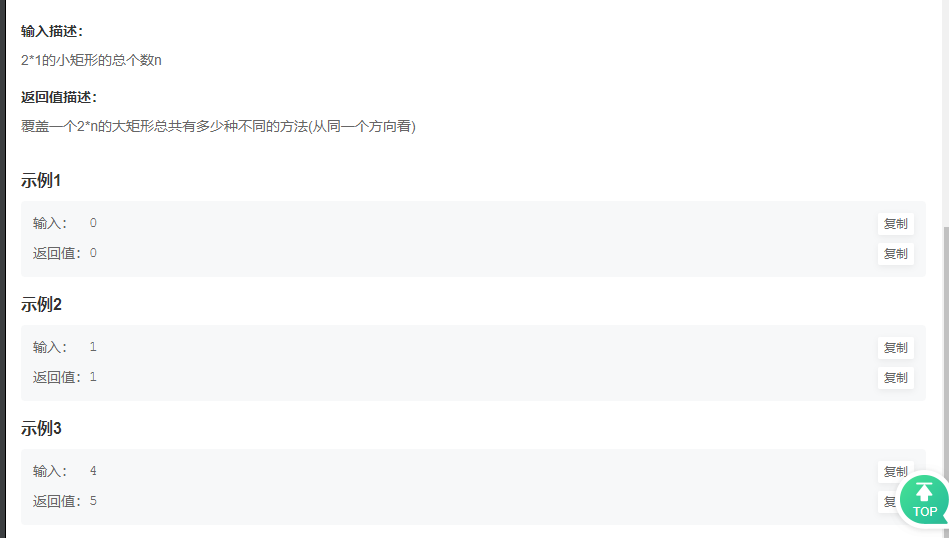 输入描述：
2*1的小矩形的总个数n
返回值描述：
覆盖一个2*n的大矩形总共有多少种不同的方法(从同一个方向看)
示例1
输入： 0 复制
返回值：0 复制
示例2
输入： 1 复制
返回值：1 复制
示例3
输入： 4 复制
返回值：5 复
TOP